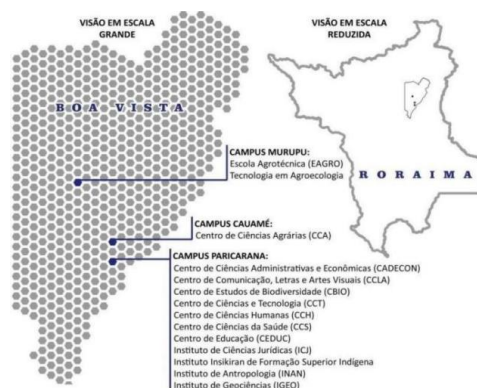 VISÃO EM ESCALA
GRANDE
VISÃO EM ESCALA
REDUZIDA
BOA VISTA
CAMPUS MURUPU:
Escola Agrotécnica (EAGRO)
Tecnologia em Agroecologia
RORAIMA
CAMPUS CAUAMÉ:
Centro de Ciências Agrárias (CCA)
CAMPUS PARICARANA:
Centro de Ciências Administrativas e Econômicas (CADECON)
Centro de Comunicação, Letras e Artes Visuais (CCLA)
Centro de Estudos de Biodiversidade (CBIO)
Centro de Ciências e Tecnologia (CCT)
Centro de Ciências Humanas (CCH)
Centro de Ciências da Saúde (CCS)
Centro de Educação (CEDUC)
Instituto de Ciências Jurídicas (ICJ)
Instituto Insikiran de Formação Superior Indígena
Instituto de Antropologia (INAN)
Instituto de Geociências (IGEO)